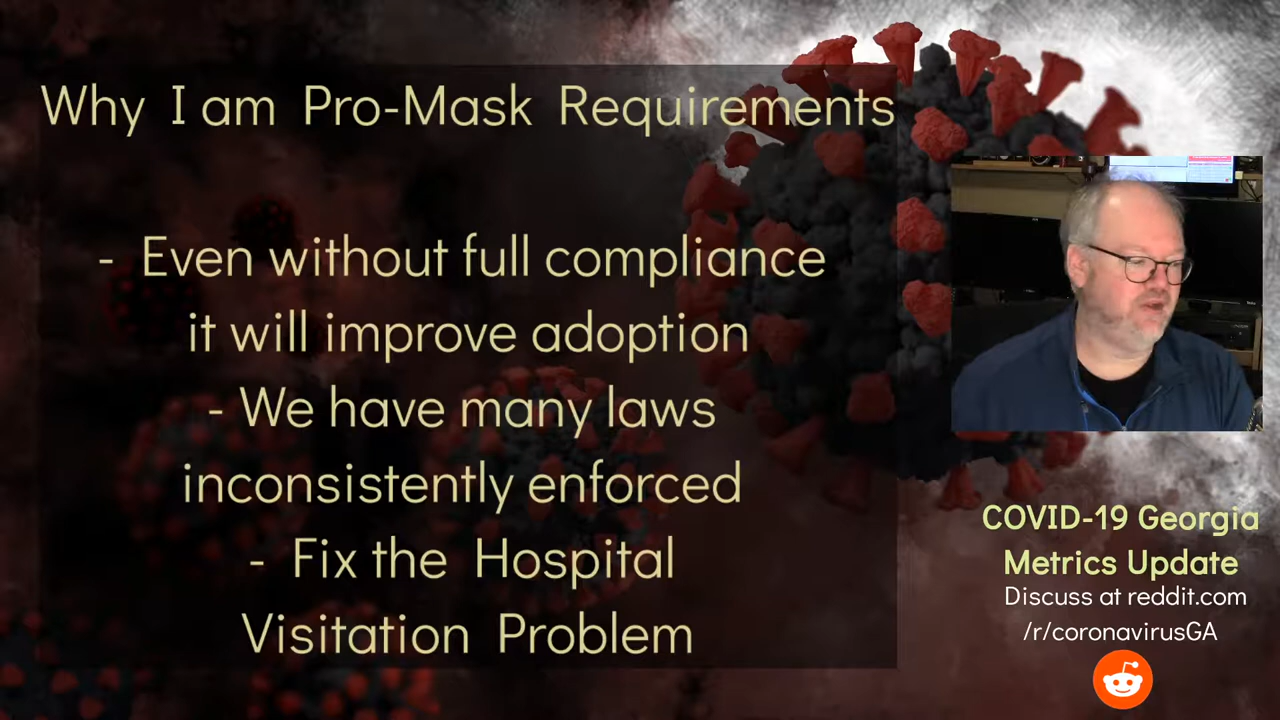 Why I am Pro-Mask Requirements
- Even without full compliance
it will improve adoption
- We have many laws
inconsistently enforced
- Fix the Hospital
Visitation Problem
COVID-19 Georgia
Metrics Update
Discuss at reddit.com
/r/coronavirusGA